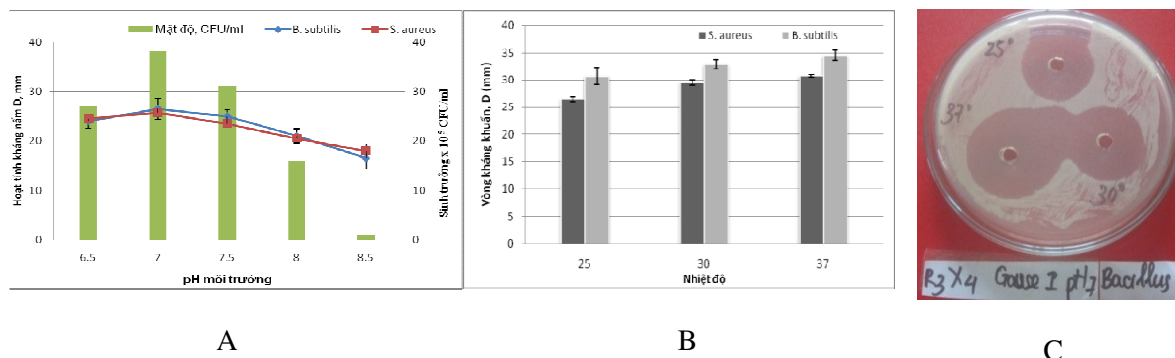 Mật độ, CFU/ml B. subtilis S. aureus
Hoạt tính kháng nấm D, mm
40
30
20
10
0
40
30
20
10
0
Sinh trưởng x 10⁵ CFU/ml
6.5 7 7.5 8 8.5
pH môi trường
A
S. aureus B. subtilis
Vòng kháng khuẩn, D (mm)
40
35
30
25
20
15
10
5
0
25 30 37
Nhiệt độ
B
25°
37°
30°
R3 X4 Gause I pH7 Bacillus
C